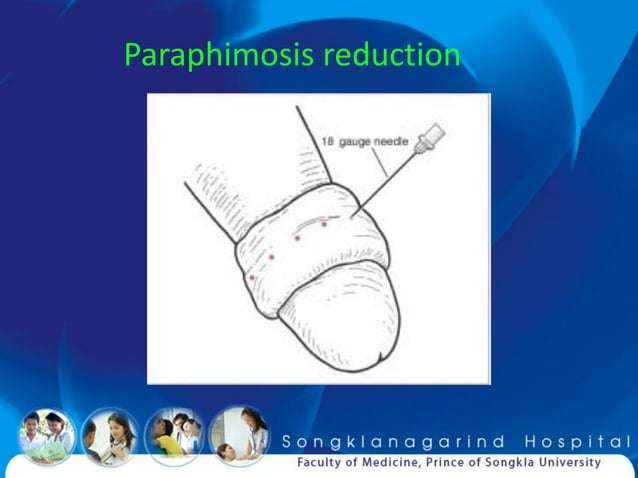 Paraphimosis reduction
18 gauge needle
Songklanagarind Hospital
Faculty of Medicine, Prince of Songkla University